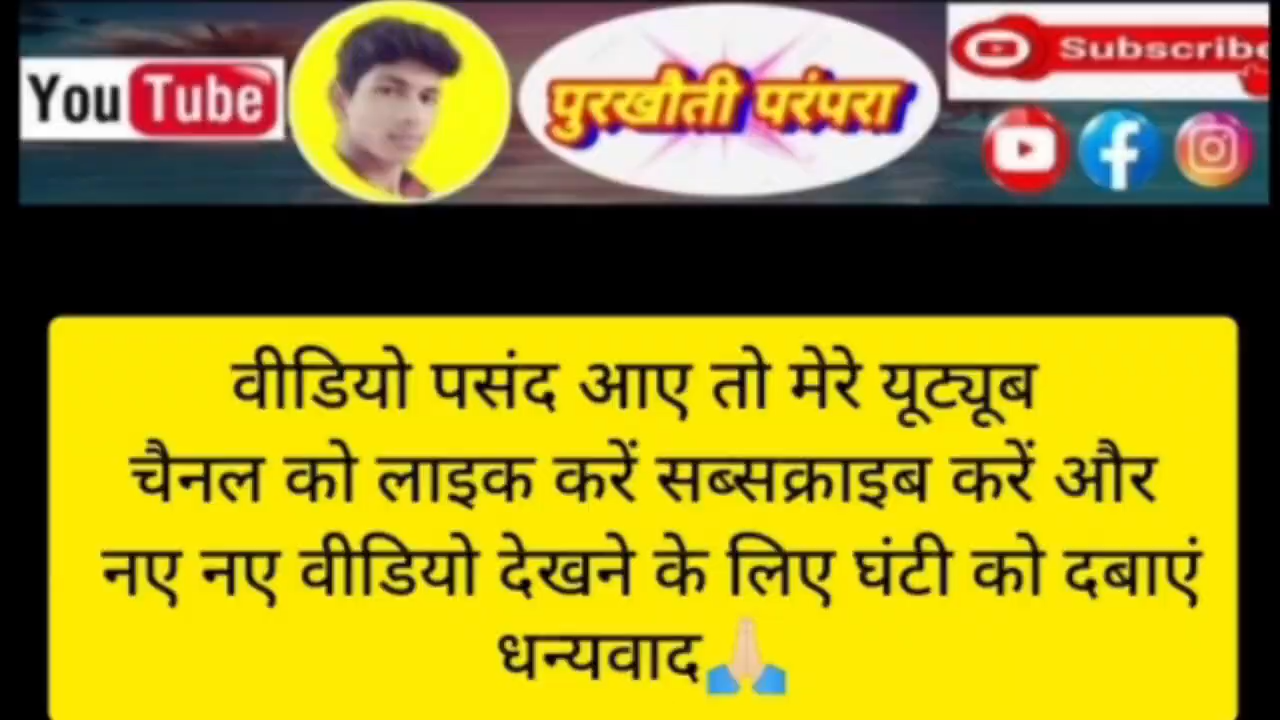 YouTube
पुरखौती परंपरा
Subscribe
वीडियो पसंद आए तो मेरे यूट्यूब
चैनल को लाइक करें सब्सक्राइब करें और
नए नए वीडियो देखने के लिए घंटी को दबाएं
धन्यवाद🙏🏻